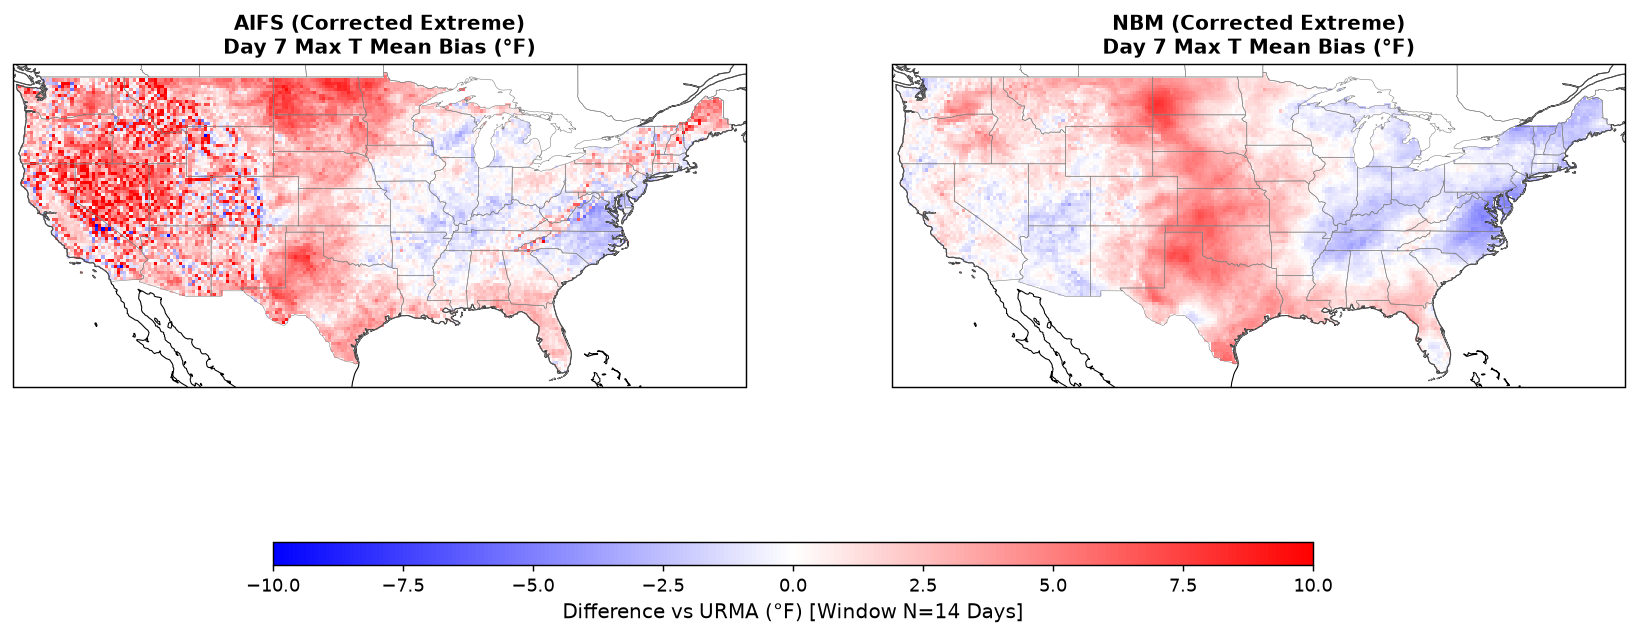 AIFS (Corrected Extreme)
Day 7 Max T Mean Bias (°F)
NBM (Corrected Extreme)
Day 7 Max T Mean Bias (°F)
−10.0 −7.5 −5.0 −2.5 0.0 2.5 5.0 7.5 10.0
Difference vs URMA (°F) [Window N=14 Days]